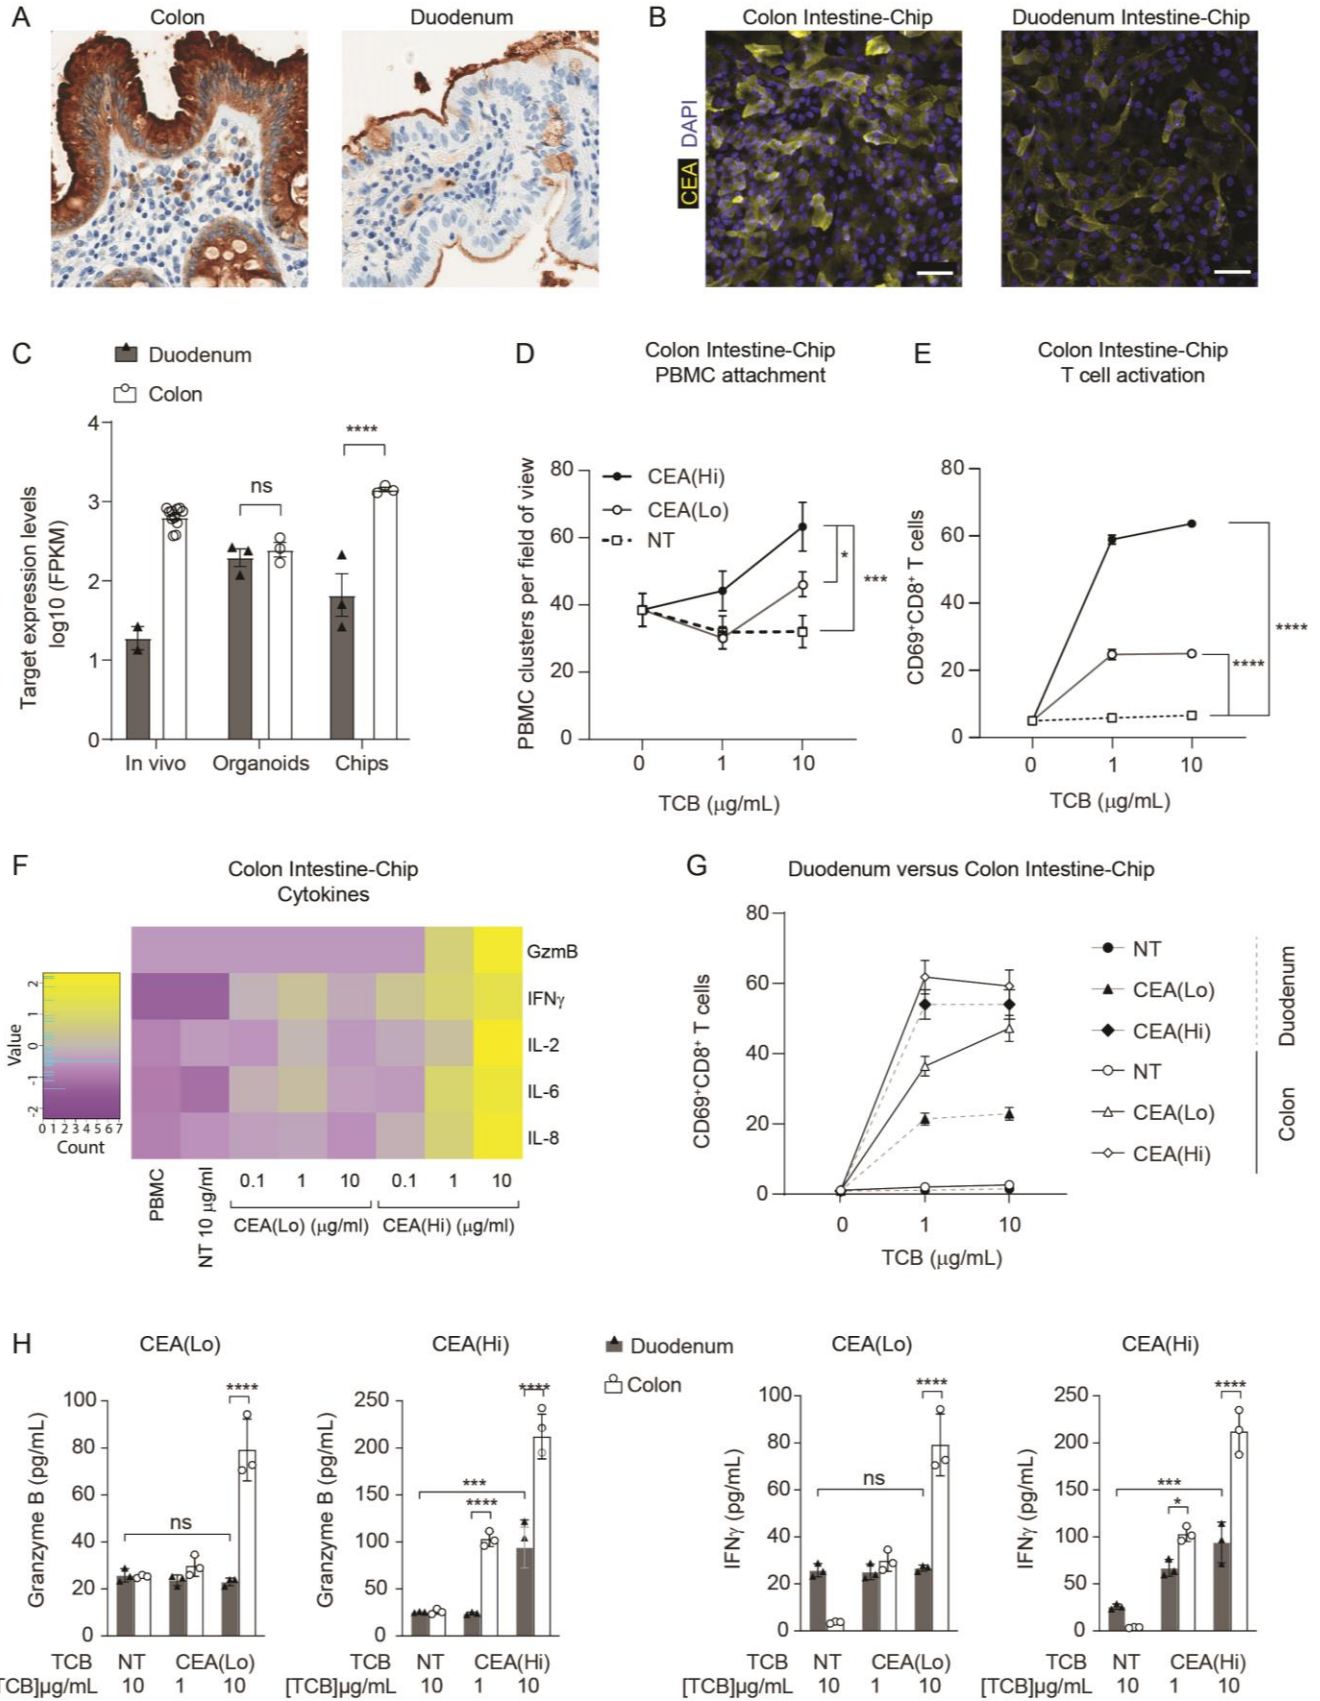 A
Colon
Duodenum
B
Colon Intestine-Chip
Duodenum Intestine-Chip
CEA DAPI
C
Duodenum
Colon
Target expression levels
log10 (FPKM)
4
3
2
1
0
ns
****
In vivo
Organoids
Chips
D
Colon Intestine-Chip
PBMC attachment
PBMC clusters per field of view
80
60
40
20
0
CEA(Hi)
CEA(Lo)
NT
*
***
0
1
10
TCB (μg/mL)
E
Colon Intestine-Chip
T cell activation
CD69⁺CD8⁺ T cells
80
60
40
20
0
****
****
0
1
10
TCB (μg/mL)
F
Colon Intestine-Chip
Cytokines
Value
2
1
0
-1
-2
0 1 2 3 4 5 6 7
Count
GzmB
IFNγ
IL-2
IL-6
IL-8
PBMC
NT 10 μg/ml
0.1
1
10
0.1
1
10
CEA(Lo) (μg/ml)
CEA(Hi) (μg/ml)
G
Duodenum versus Colon Intestine-Chip
CD69⁺CD8⁺ T cells
80
60
40
20
0
0
1
10
TCB (μg/mL)
NT
CEA(Lo)
CEA(Hi)
NT
CEA(Lo)
CEA(Hi)
Duodenum
Colon
H
CEA(Lo)
Granzyme B (pg/mL)
100
80
60
40
20
0
ns
****
TCB
NT
CEA(Lo)
[TCB]μg/mL
10
1
10
CEA(Hi)
Granzyme B (pg/mL)
250
200
150
100
50
0
***
****
****
TCB
NT
CEA(Hi)
[TCB]μg/mL
10
1
10
Duodenum
Colon
CEA(Lo)
IFNγ (pg/mL)
100
80
60
40
20
0
ns
****
TCB
NT
CEA(Lo)
[TCB]μg/mL
10
1
10
CEA(Hi)
IFNγ (pg/mL)
250
200
150
100
50
0
***
*
****
TCB
NT
CEA(Hi)
[TCB]μg/mL
10
1
10